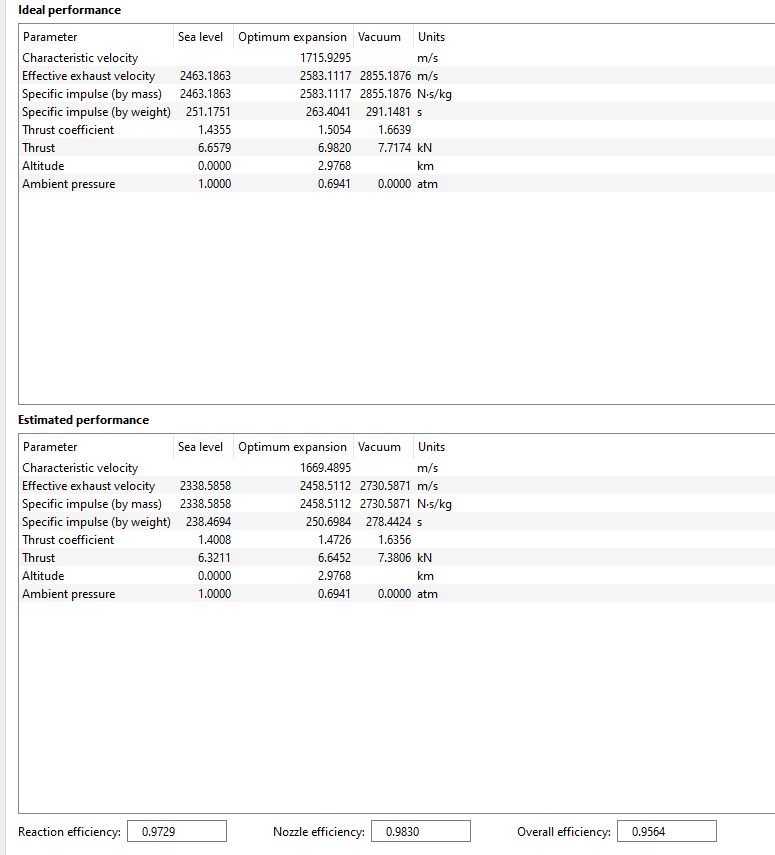 Ideal performance
Parameter Sea level Optimum expansion Vacuum Units
Characteristic velocity 1715.9295 m/s
Effective exhaust velocity 2463.1863 2583.1117 2855.1876 m/s
Specific impulse (by mass) 2463.1863 2583.1117 2855.1876 N·s/kg
Specific impulse (by weight) 251.1751 263.4041 291.1481 s
Thrust coefficient 1.4355 1.5054 1.6639
Thrust 6.6579 6.9820 7.7174 kN
Altitude 0.0000 2.9768 km
Ambient pressure 1.0000 0.6941 0.0000 atm
Estimated performance
Parameter Sea level Optimum expansion Vacuum Units
Characteristic velocity 1669.4895 m/s
Effective exhaust velocity 2338.5858 2458.5112 2730.5871 m/s
Specific impulse (by mass) 2338.5858 2458.5112 2730.5871 N·s/kg
Specific impulse (by weight) 238.4694 250.6984 278.4424 s
Thrust coefficient 1.4008 1.4726 1.6356
Thrust 6.3211 6.6452 7.3806 kN
Altitude 0.0000 2.9768 km
Ambient pressure 1.0000 0.6941 0.0000 atm
Reaction efficiency: 0.9729 Nozzle efficiency: 0.9830 Overall efficiency: 0.9564